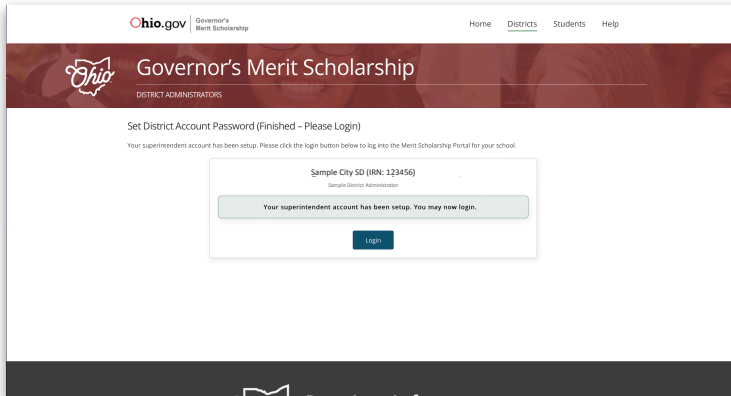 Ohio.gov
Governor's
Merit Scholarship
Home Districts Students Help
Ohio
Governor's Merit Scholarship
DISTRICT ADMINISTRATORS
Set District Account Password (Finished – Please Login)
Your superintendent account has been setup. Please click the login button below to log into the Merit Scholarship Portal for your school.
Sample City SD (IRN: 123456)
Sample District Administrator
Your superintendent account has been setup. You may now login.
Login